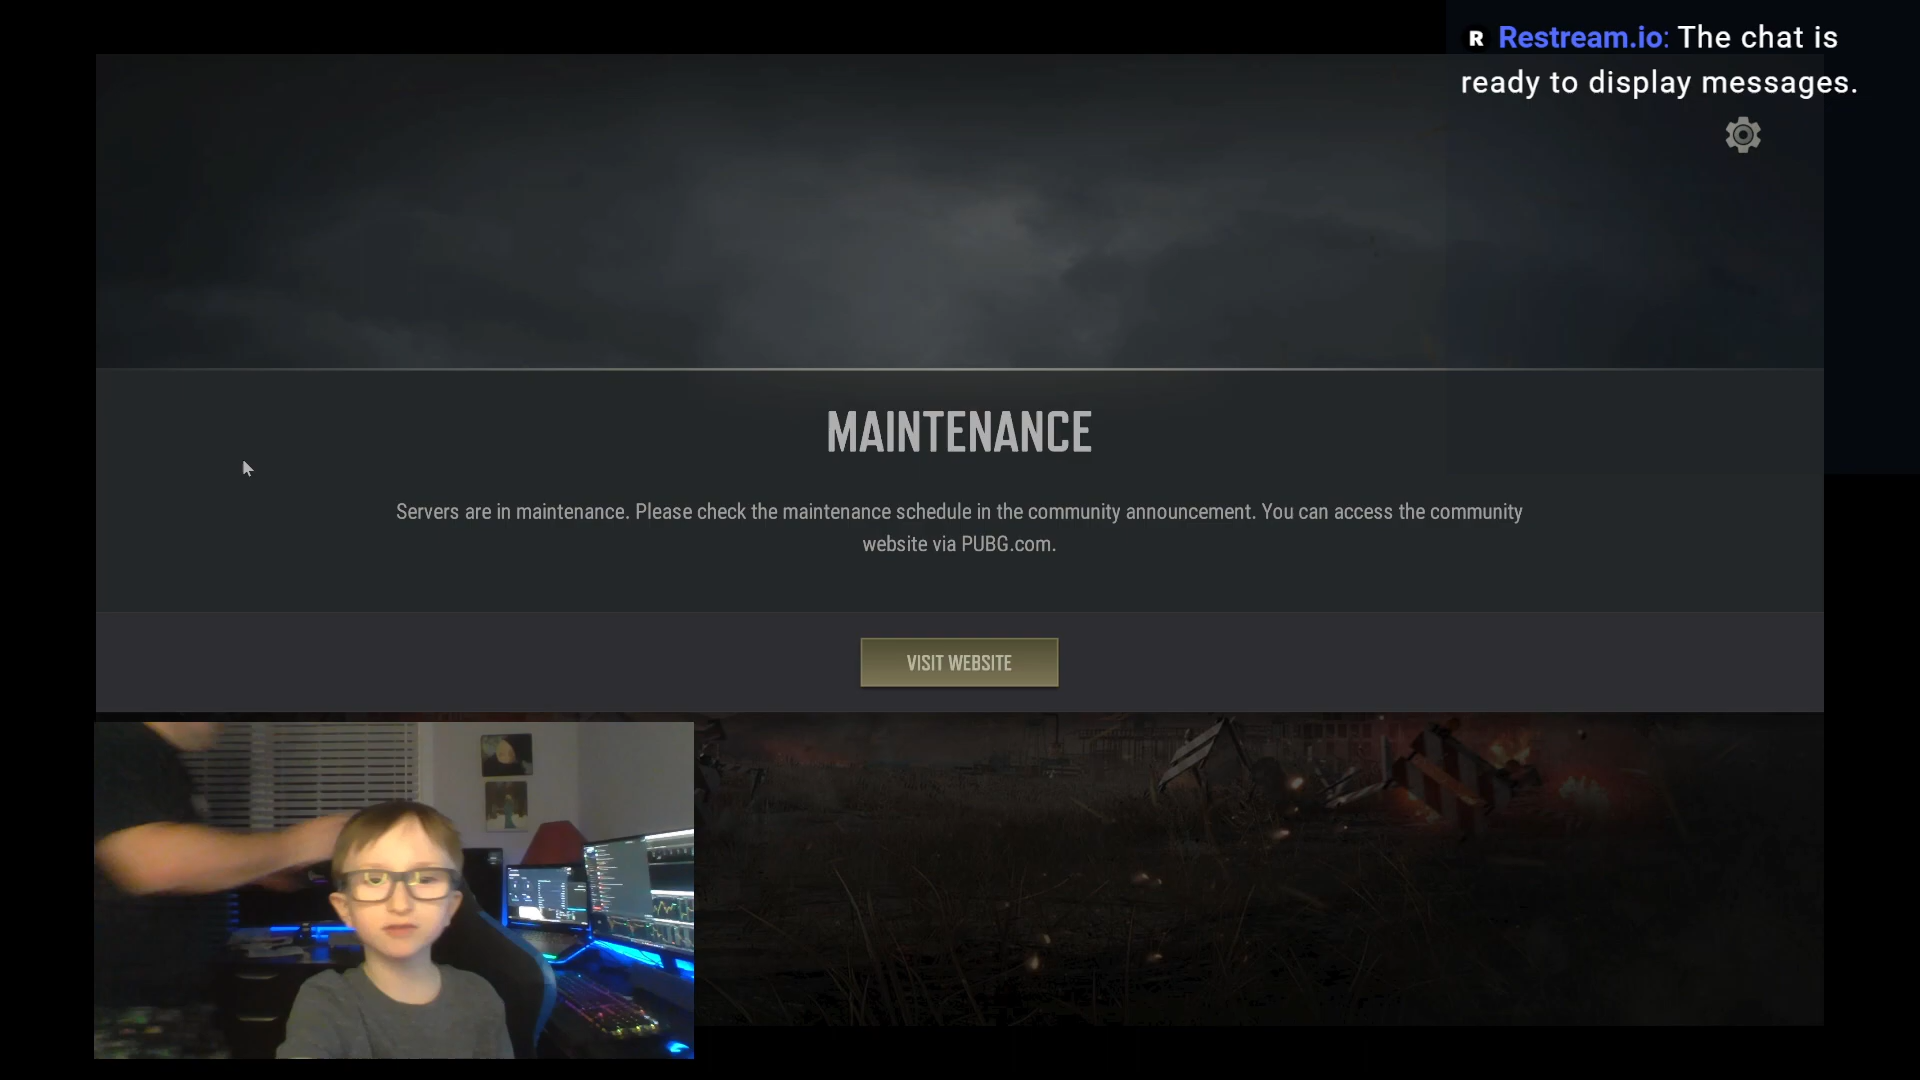 R Restream.io: The chat is
ready to display messages.
MAINTENANCE
Servers are in maintenance. Please check the maintenance schedule in the community announcement. You can access the community
website via PUBG.com.
VISIT WEBSITE